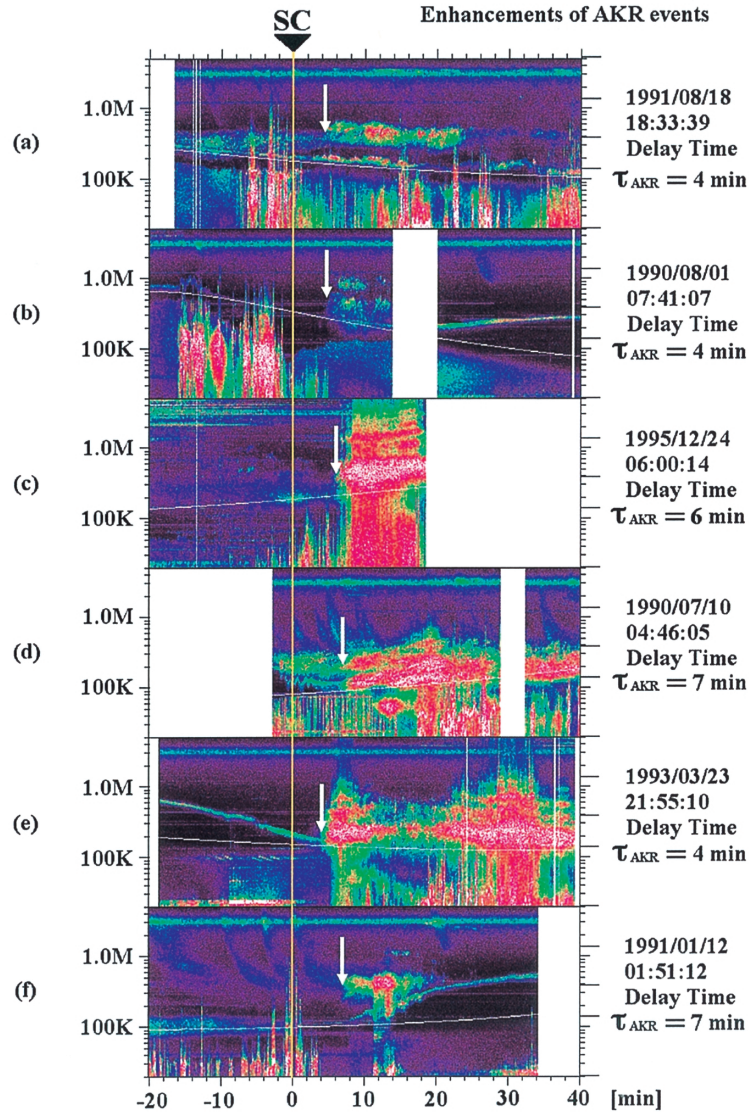 SC
Enhancements of AKR events
(a)
1.0M
100K
1991/08/18
18:33:39
Delay Time
τAKR = 4 min
(b)
1.0M
100K
1990/08/01
07:41:07
Delay Time
τAKR = 4 min
(c)
1.0M
100K
1995/12/24
06:00:14
Delay Time
τAKR = 6 min
(d)
1.0M
100K
1990/07/10
04:46:05
Delay Time
τAKR = 7 min
(e)
1.0M
100K
1993/03/23
21:55:10
Delay Time
τAKR = 4 min
(f)
1.0M
100K
1991/01/12
01:51:12
Delay Time
τAKR = 7 min
-20 -10 0 10 20 30 40 [min]